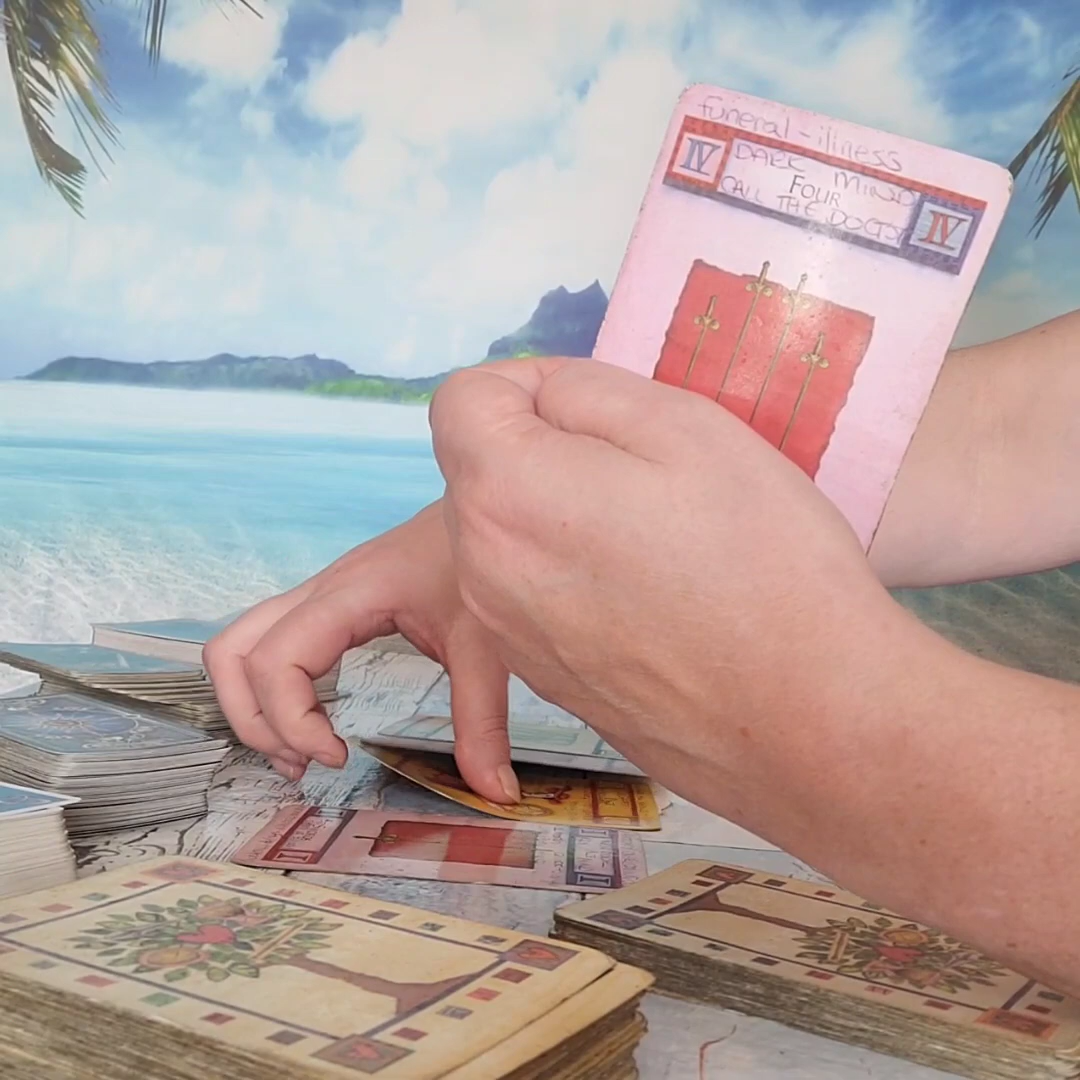 funeral - illness
IV DARK MIND
FOUR IV
CALL THE DOCTOR
I
I